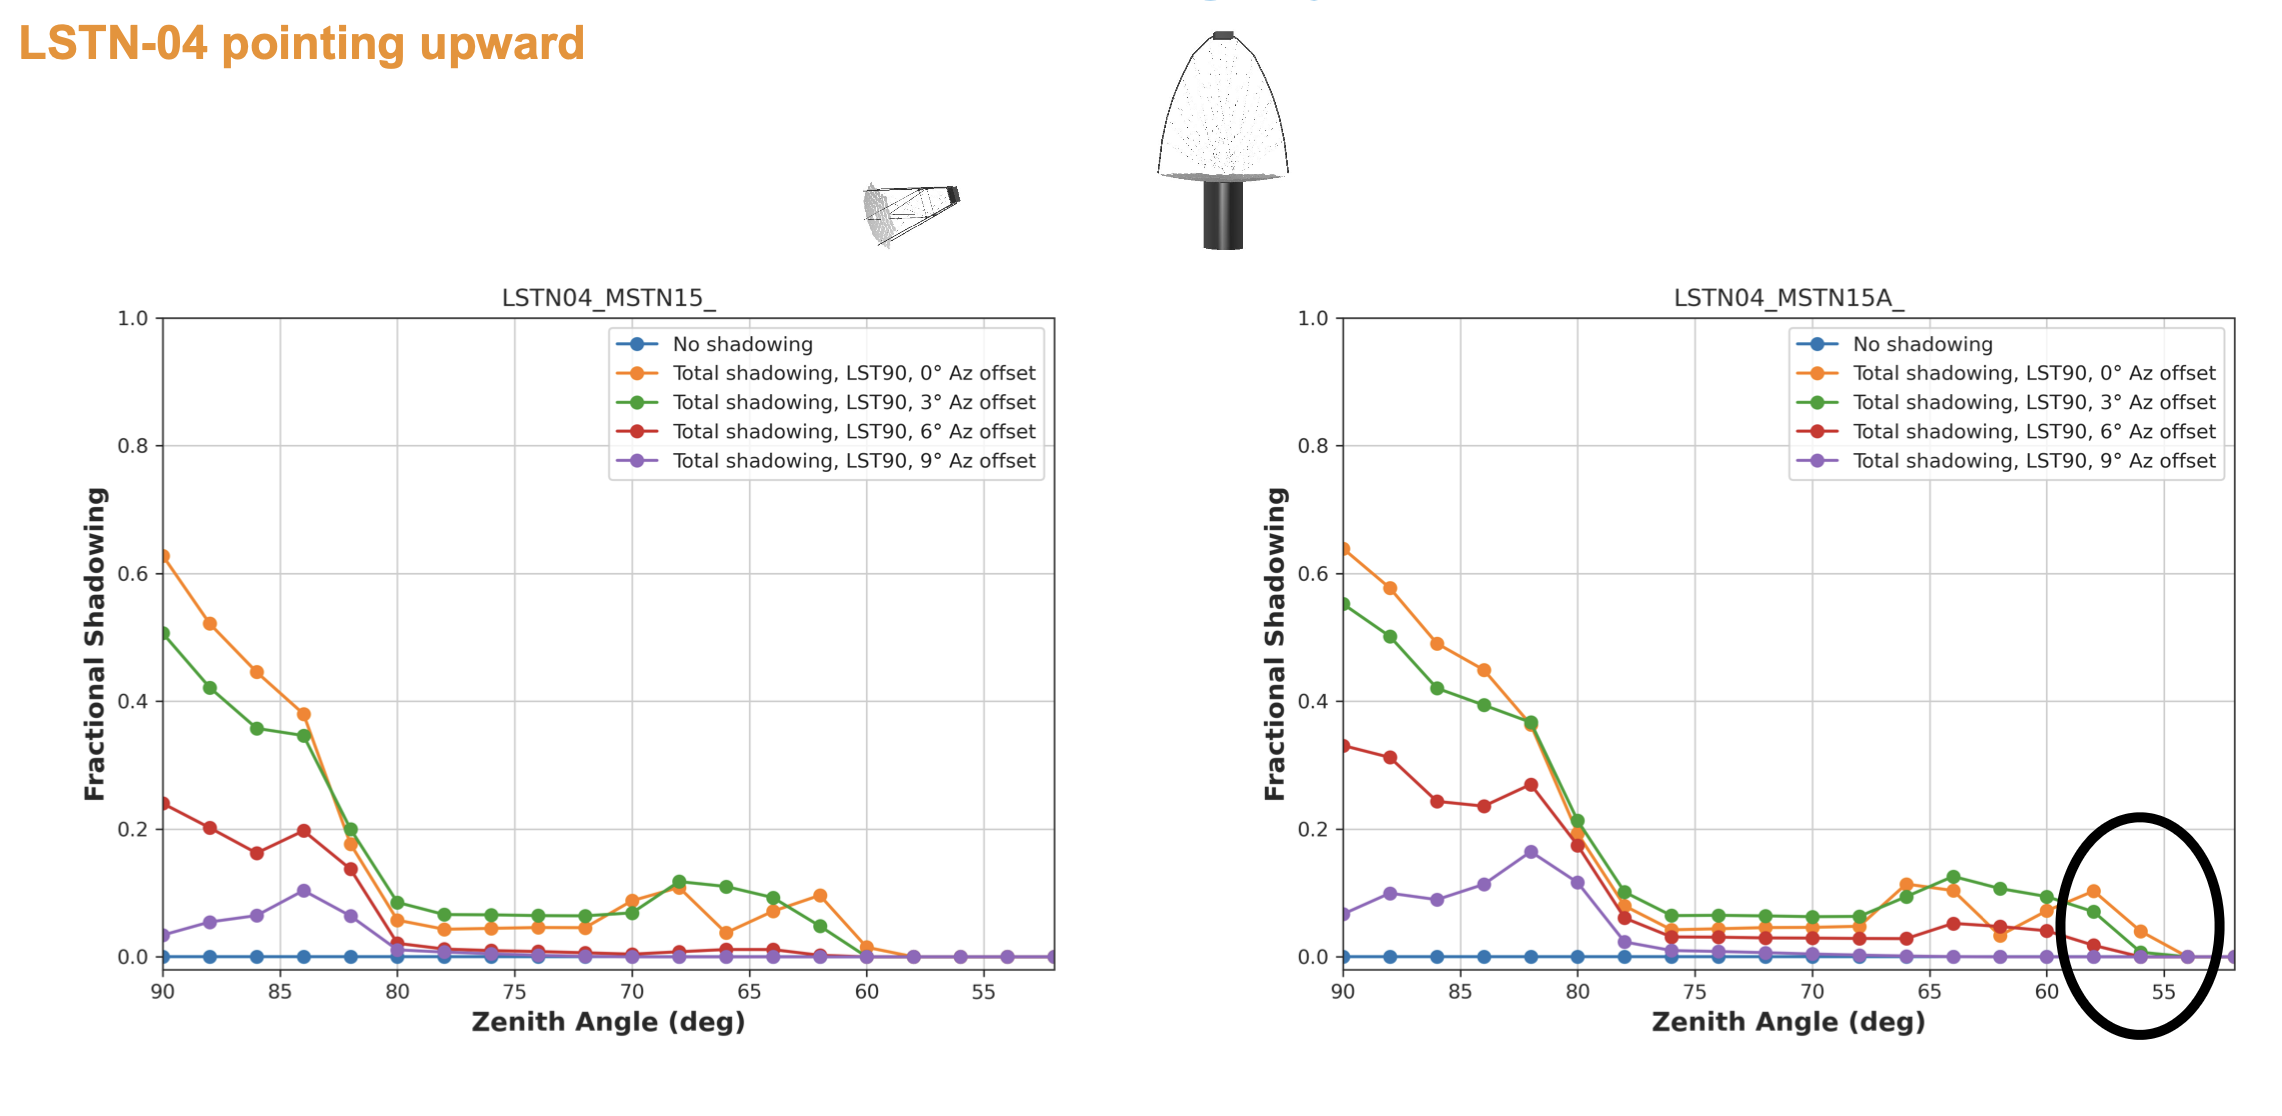 LSTN-04 pointing upward
LSTN04_MSTN15_
1.0
0.8
0.6
0.4
0.2
0.0
Fractional Shadowing
No shadowing
Total shadowing, LST90, 0° Az offset
Total shadowing, LST90, 3° Az offset
Total shadowing, LST90, 6° Az offset
Total shadowing, LST90, 9° Az offset
90 85 80 75 70 65 60 55
Zenith Angle (deg)
LSTN04_MSTN15A_
1.0
0.8
0.6
0.4
0.2
0.0
Fractional Shadowing
No shadowing
Total shadowing, LST90, 0° Az offset
Total shadowing, LST90, 3° Az offset
Total shadowing, LST90, 6° Az offset
Total shadowing, LST90, 9° Az offset
90 85 80 75 70 65 60 55
Zenith Angle (deg)